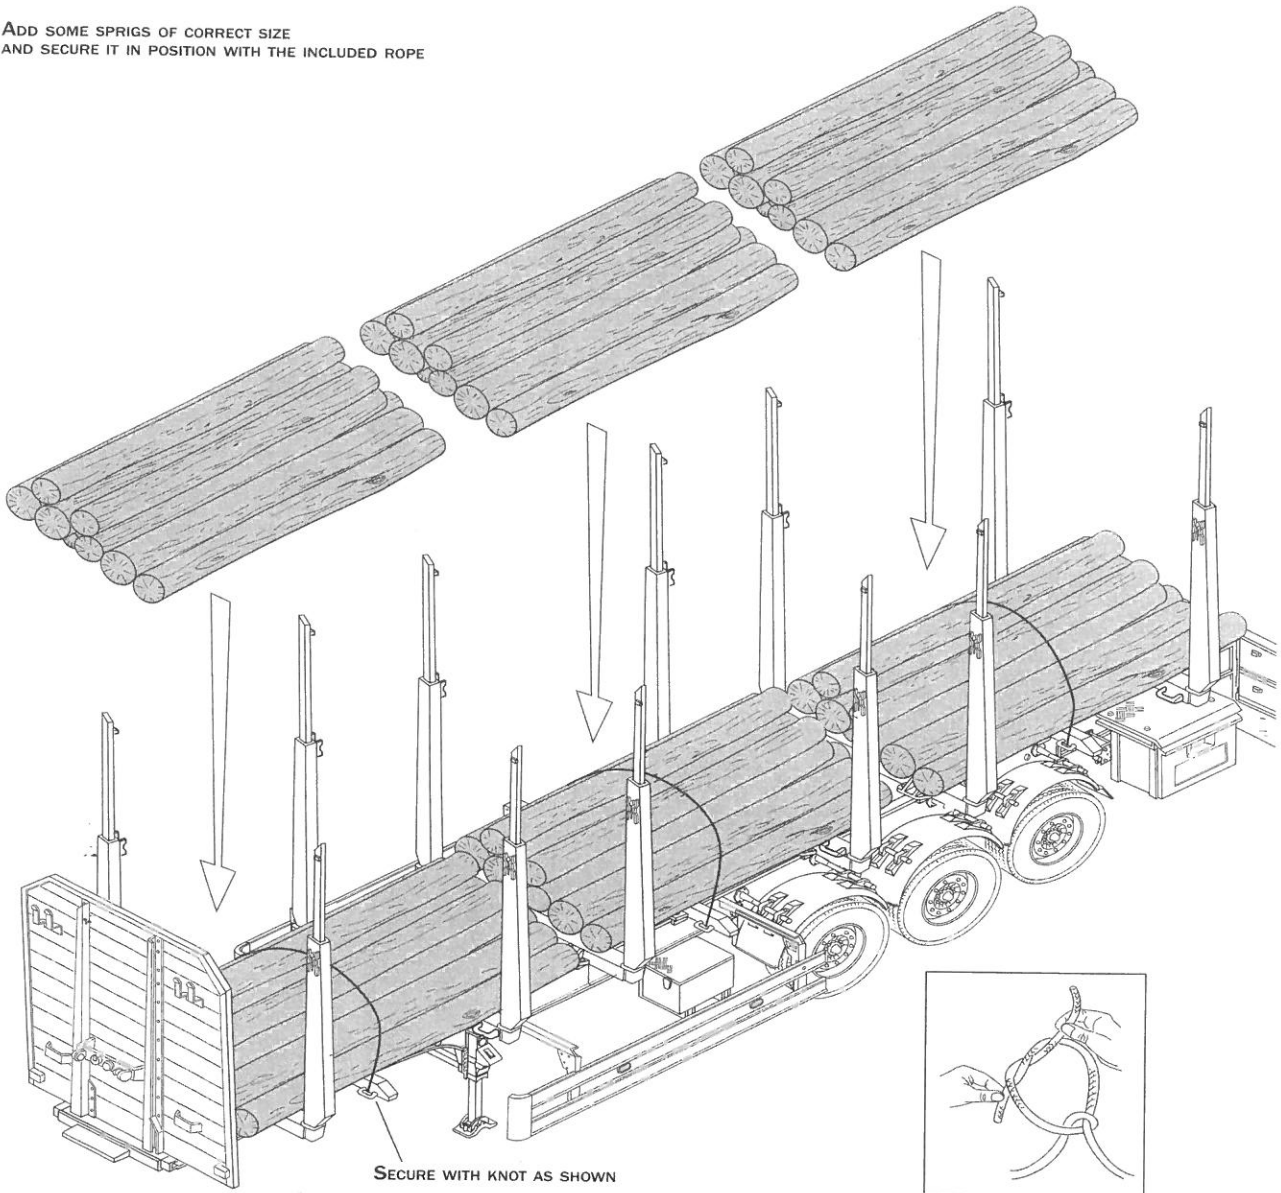 ADD SOME SPRIGS OF CORRECT SIZE
AND SECURE IT IN POSITION WITH THE INCLUDED ROPE
SECURE WITH KNOT AS SHOWN